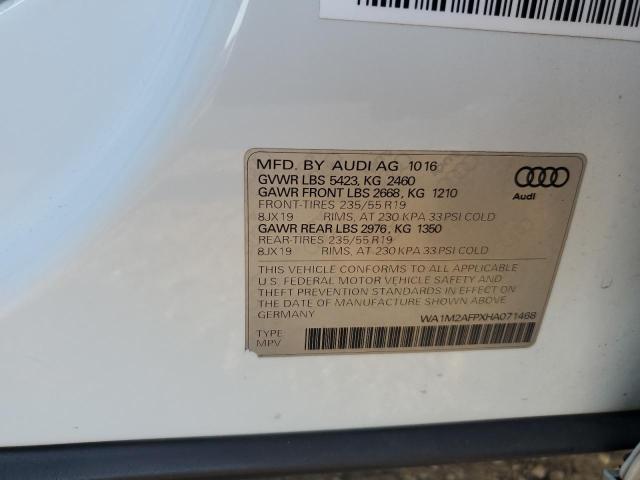 MFD. BY AUDI AG 10 16
GVWR LBS 5423, KG 2460
GAWR FRONT LBS 2668, KG 1210
FRONT-TIRES 235/55 R19
8JX19 RIMS, AT 230 KPA 33 PSI COLD
GAWR REAR LBS 2976, KG 1350
REAR-TIRES 235/55 R19
8JX19 RIMS, AT 230 KPA 33 PSI COLD
Audi
THIS VEHICLE CONFORMS TO ALL APPLICABLE
U.S. FEDERAL MOTOR VEHICLE SAFETY AND
THEFT PREVENTION STANDARDS IN EFFECT ON
THE DATE OF MANUFACTURE SHOWN ABOVE.
GERMANY
WA1M2AFPXHA071468
TYPE:
MPV